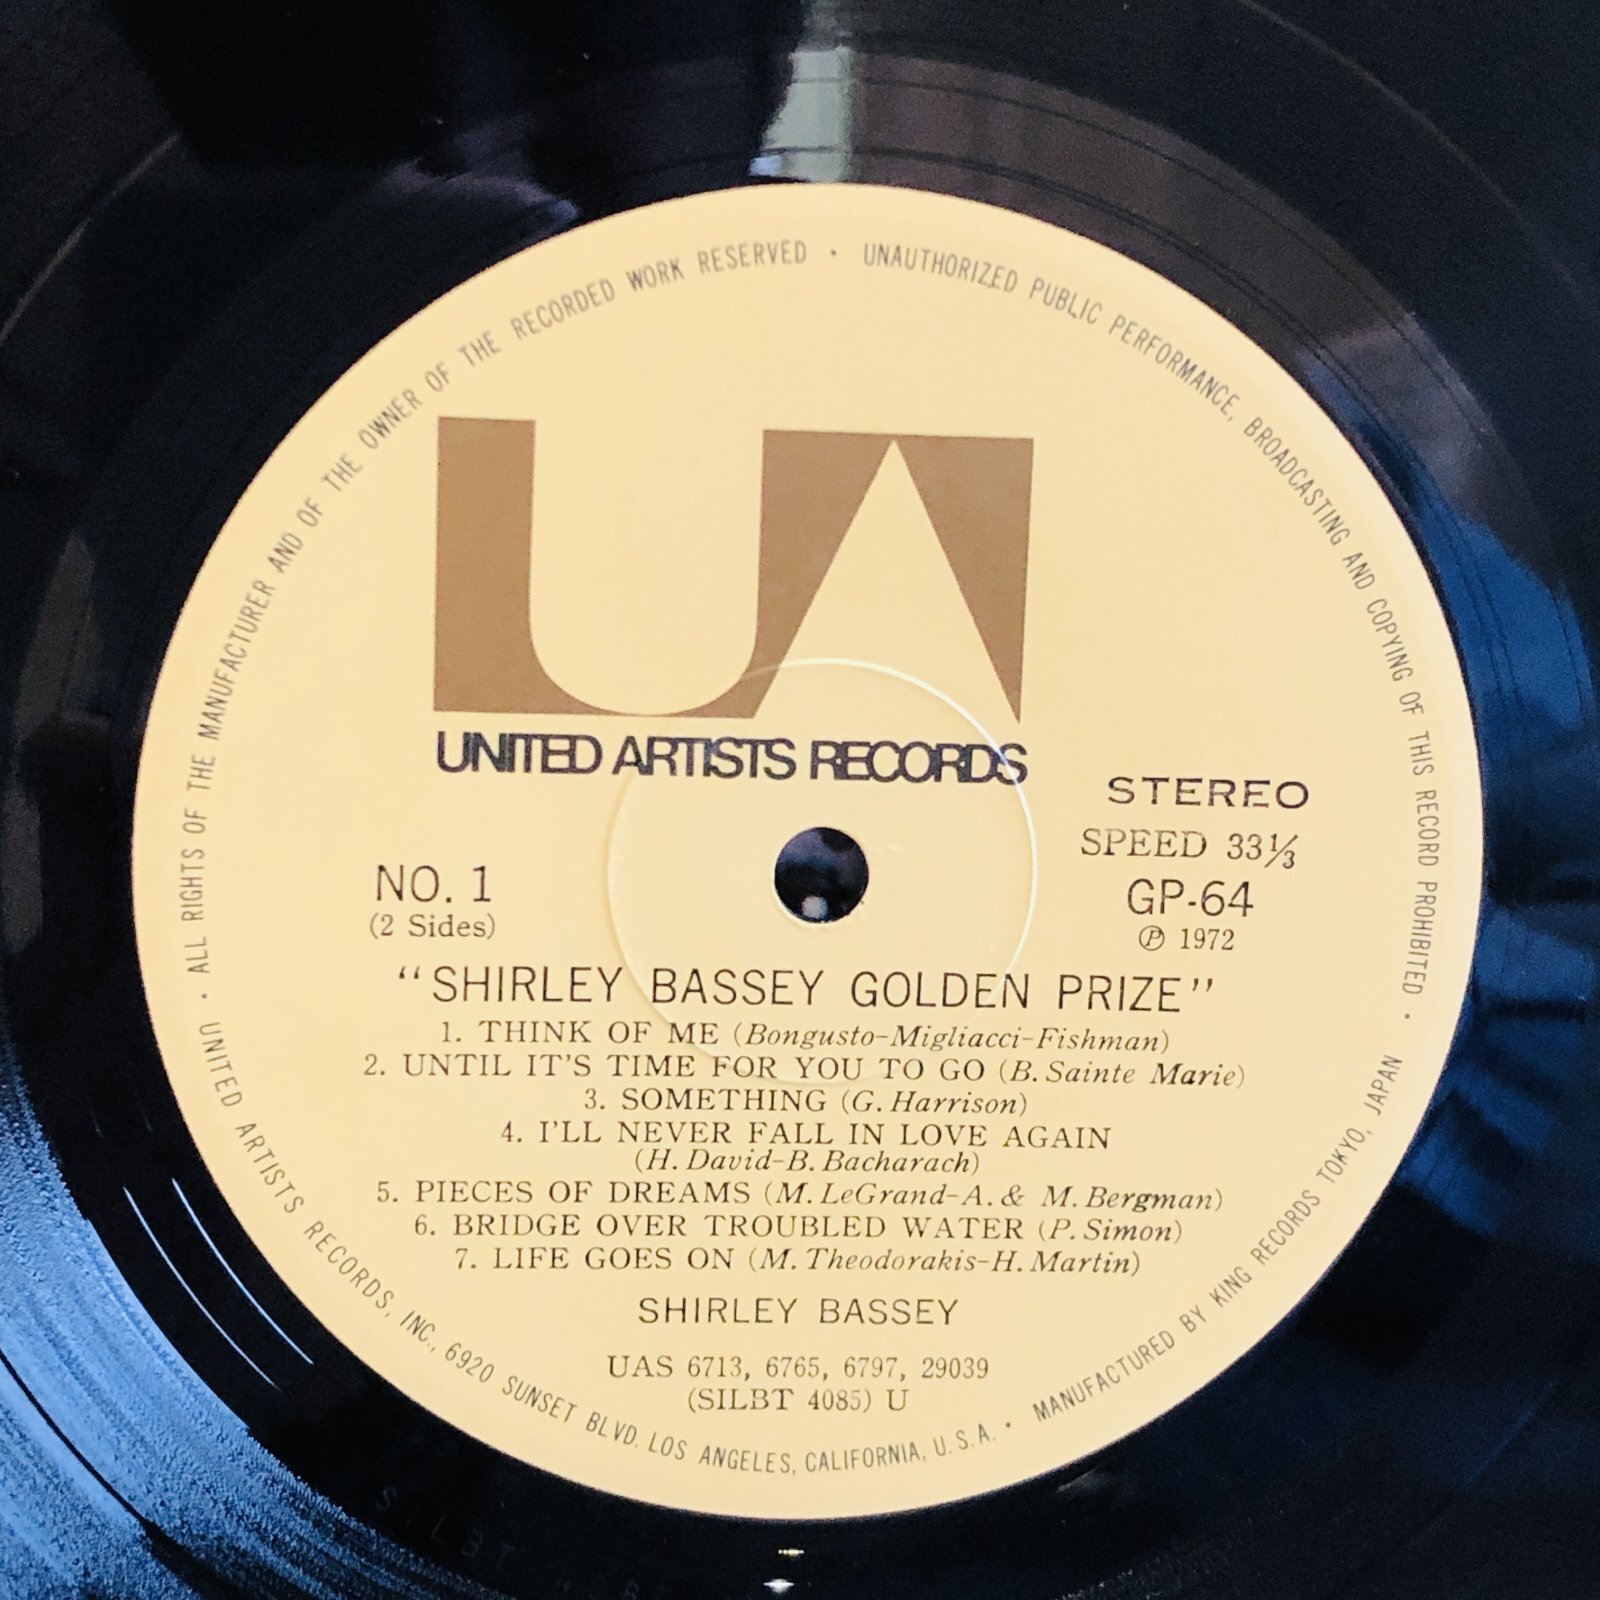 ALL RIGHTS OF THE MANUFACTURER AND OF THE OWNER OF THE RECORDED WORK RESERVED · UNAUTHORIZED PUBLIC PERFORMANCE, BROADCASTING AND COPYING OF THIS RECORD PROHIBITED ·
UA
UNITED ARTISTS RECORDS
STEREO
SPEED 33⅓
NO. 1
GP-64
(2 Sides)
Ⓟ 1972
“SHIRLEY BASSEY GOLDEN PRIZE”
1. THINK OF ME (Bongusto-Migliacci-Fishman)
2. UNTIL IT'S TIME FOR YOU TO GO (B. Sainte Marie)
3. SOMETHING (G. Harrison)
4. I'LL NEVER FALL IN LOVE AGAIN
(H. David-B. Bacharach)
5. PIECES OF DREAMS (M. LeGrand-A. & M. Bergman)
6. BRIDGE OVER TROUBLED WATER (P. Simon)
7. LIFE GOES ON (M. Theodorakis-H. Martin)
SHIRLEY BASSEY
UAS 6713, 6765, 6797, 29039
(SILBT 4085) U
· UNITED ARTISTS RECORDS, INC., 6920 SUNSET BLVD. LOS ANGELES, CALIFORNIA, U.S.A. · MANUFACTURED BY KING RECORDS TOKYO, JAPAN